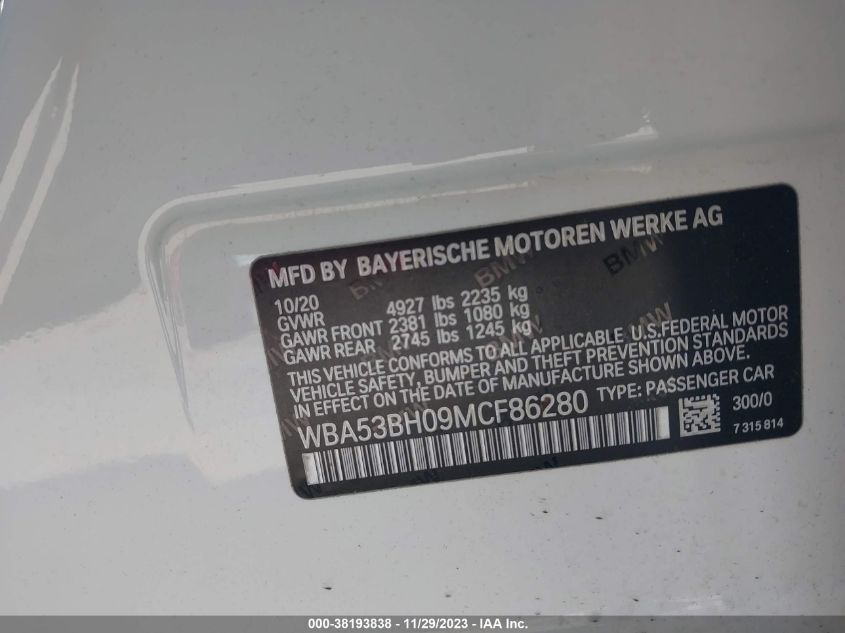 MFD BY BAYERISCHE MOTOREN WERKE AG
10/20
GVWR 4927 lbs 2235 kg
GAWR FRONT 2381 lbs 1080 kg
GAWR REAR 2745 lbs 1245 kg
THIS VEHICLE CONFORMS TO ALL APPLICABLE U.S.FEDERAL MOTOR
VEHICLE SAFETY, BUMPER AND THEFT PREVENTION STANDARDS
IN EFFECT ON THE DATE OF MANUFACTURE SHOWN ABOVE.
WBA53BH09MCF86280 TYPE: PASSENGER CAR
300/0
7 315 814
000-38193838 - 11/29/2023 - IAA Inc.